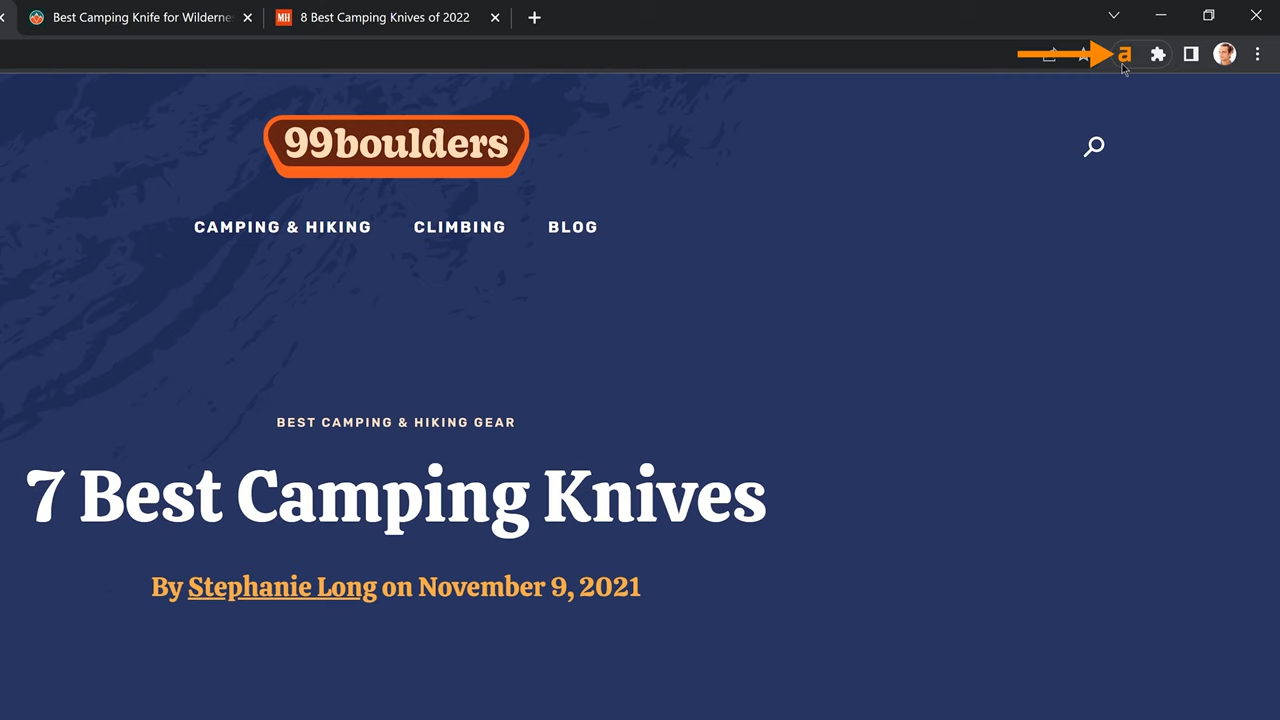 Best Camping Knife for Wilderne
8 Best Camping Knives of 2022
MH
a
99boulders
CAMPING & HIKING
CLIMBING
BLOG
BEST CAMPING & HIKING GEAR
7 Best Camping Knives
By Stephanie Long on November 9, 2021